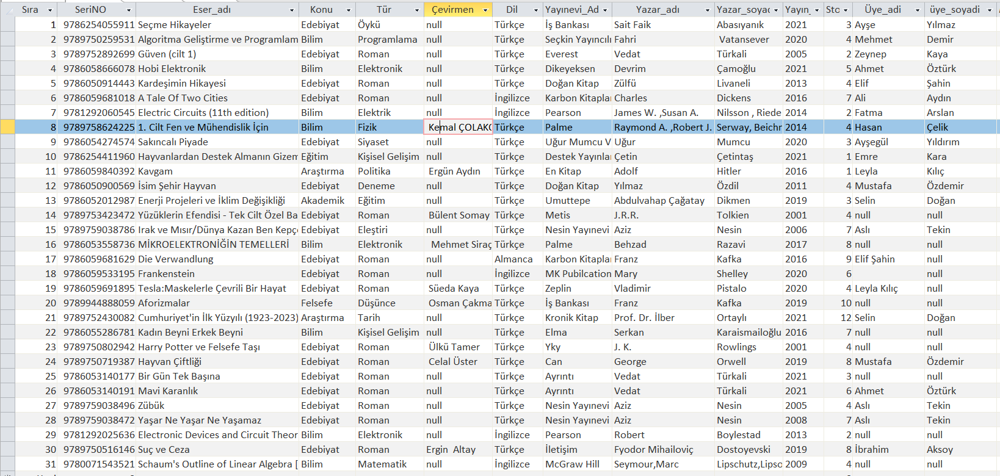 Sıra SeriNO Eser_adı Konu Tür Çevirmen Dil Yayınevi_Ad Yazar_adı Yazar_soyac Yayın_ Sto Üye_adi üye_soyadi
1 9786254055911 Seçme Hikayeler Edebiyat Öykü null Türkçe İş Bankası Sait Faik Abasıyanık 2021 3 Ayşe Yılmaz
2 9789750259531 Algoritma Geliştirme ve Programlam Bilim Programlama null Türkçe Seçkin Yayıncılı Fahri Vatansever 2020 4 Mehmet Demir
3 9789752892699 Güven (cilt 1) Edebiyat Roman null Türkçe Everest Vedat Türkali 2005 2 Zeynep Kaya
4 9786058666078 Hobi Elektronik Bilim Elektronik null Türkçe Dikeyeksen Devrim Çamoğlu 2021 5 Ahmet Öztürk
5 9786050914443 Kardeşimin Hikayesi Edebiyat Roman null Türkçe Doğan Kitap Zülfü Livaneli 2013 4 Elif Şahin
6 9786059681018 A Tale Of Two Cities Edebiyat Roman null İngilizce Karbon Kitapla Charles Dickens 2016 7 Ali Aydın
7 9781292060545 Electric Circuits (11th edition) Bilim Elektrik null İngilizce Pearson James W. ,Susan A. Nilsson , Riede 2014 2 Fatma Arslan
8 9789758624225 1. Cilt Fen ve Mühendislik İçin Bilim Fizik Kemal ÇOLAK Türkçe Palme Raymond A. ,Robert J. Serway, Beichr 2014 4 Hasan Çelik
9 9786054274574 Sakıncalı Piyade Edebiyat Siyaset null Türkçe Uğur Mumcu V Uğur Mumcu 2020 3 Ayşegül Yıldırım
10 9786254411960 Hayvanlardan Destek Almanın Gizem Eğitim Kişisel Gelişim null Türkçe Destek Yayınla Çetin Çetintaş 2021 1 Emre Kara
11 9786059840392 Kavgam Araştırma Politika Ergün Aydın Türkçe En Kitap Adolf Hitler 2016 1 Leyla Kılıç
12 9786050900569 İsim Şehir Hayvan Edebiyat Deneme null Türkçe Doğan Kitap Yılmaz Özdil 2011 4 Mustafa Özdemir
13 9786052012987 Enerji Projeleri ve İklim Değişikliği Akademik Eğitim null Türkçe Umuttepe Abdulvahap Çağatay Dikmen 2019 3 Selin Doğan
14 9789753423472 Yüzüklerin Efendisi - Tek Cilt Özel Ba Edebiyat Roman Bülent Somay Türkçe Metis J.R.R. Tolkien 2001 4 null null
15 9789759038786 Irak ve Mısır/Dünya Kazan Ben Kepç Edebiyat Eleştiri null Türkçe Nesin Yayınevi Aziz Nesin 2006 7 Aslı Tekin
16 9786053558736 MİKROELEKTRONİĞİN TEMELLERİ Bilim Elektronik Mehmet Siraç Türkçe Palme Behzad Razavi 2017 8 null null
17 9786059681629 Die Verwandlung Edebiyat Roman null Almanca Karbon Kitapla Franz Kafka 2016 9 Elif Şahin null
18 9786059533195 Frankenstein Edebiyat Roman null İngilizce MK Pubilcation Mary Shelley 2020 6 null
19 9786059691895 Tesla:Maskelerle Çevrili Bir Hayat Edebiyat Roman Süeda Kaya Türkçe Zeplin Vladimir Pistalo 2020 4 Leyla Kılıç null
20 9789944888059 Aforizmalar Felsefe Düşünce Osman Çakma Türkçe İş Bankası Franz Kafka 2019 10 null null
21 9789752430082 Cumhuriyet'in İlk Yüzyılı (1923-2023) Araştırma Tarih null Türkçe Kronik Kitap Prof. Dr. İlber Ortaylı 2021 12 Selin Doğan
22 9786055286781 Kadın Beyni Erkek Beyni Bilim Kişisel Gelişim null Türkçe Elma Serkan Karaismailoğlu 2016 7 null null
23 9789750802942 Harry Potter ve Felsefe Taşı Edebiyat Roman Ülkü Tamer Türkçe Yky J. K. Rowlings 2001 4 null null
24 9789750719387 Hayvan Çiftliği Edebiyat Roman Celal Üster Türkçe Can George Orwell 2019 8 Mustafa Özdemir
25 9786053140177 Bir Gün Tek Başına Edebiyat Roman null Türkçe Ayrıntı Vedat Türkali 2021 3 null null
26 9786053140191 Mavi Karanlık Edebiyat Roman null Türkçe Ayrıntı Vedat Türkali 2021 6 Ahmet Öztürk
27 9789759038496 Zübük Edebiyat Roman null Türkçe Nesin Yayınevi Aziz Nesin 2005 4 Aslı Tekin
28 9789759038472 Yaşar Ne Yaşar Ne Yaşamaz Edebiyat Roman null Türkçe Nesin Yayınevi Aziz Nesin 2008 7 Aslı Tekin
29 9781292025636 Electronic Devices and Circuit Theor Bilim Elektronik null İngilizce Pearson Robert Boylestad 2013 2 null null
30 9789750516146 Suç ve Ceza Edebiyat Roman Ergin Altay Türkçe İletişim Fyodor Mihailoviç Dostoyevski 2019 8 İbrahim Aksoy
31 9780071543521 Schaum's Outline of Linear Algebra [ Bilim Matematik null İngilizce McGraw Hill Seymour,Marc Lipschutz,Lipso 2009 4 null null